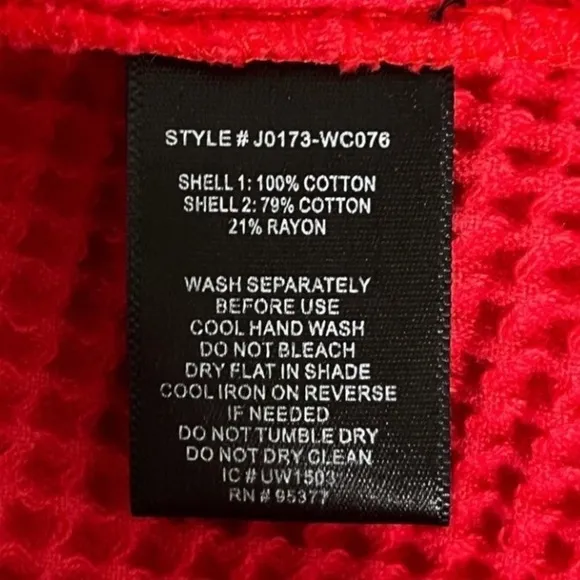 STYLE # J0173-WC076
SHELL 1: 100% COTTON
SHELL 2: 79% COTTON
21% RAYON
WASH SEPARATELY
BEFORE USE
COOL HAND WASH
DO NOT BLEACH
DRY FLAT IN SHADE
COOL IRON ON REVERSE
IF NEEDED
DO NOT TUMBLE DRY
DO NOT DRY CLEAN
IC # UW1503
RN # 95377